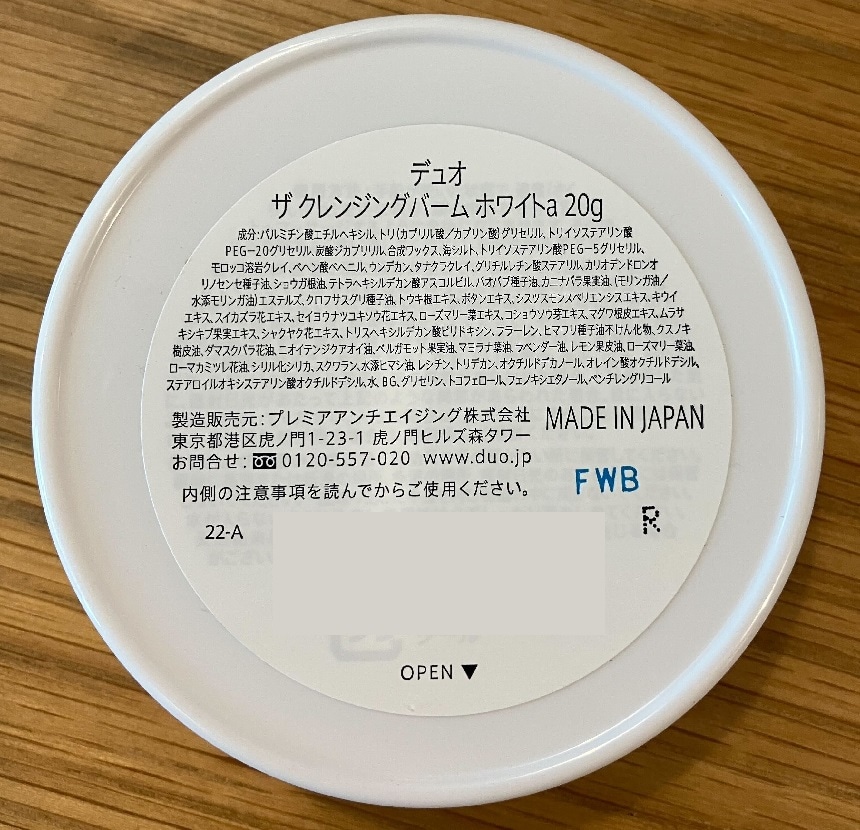 デュオ
ザ クレンジングバーム ホワイトa 20g
成分:パルミチン酸エチルヘキシル、トリ(カプリル酸/カプリン酸)グリセリル、トリイソステアリン酸
PEG-20グリセリル、炭酸ジカプリリル、合成ワックス、海シルト、トリイソステアリン酸PEG-5グリセリル、
モロッコ溶岩クレイ、ベヘン酸ベヘニル、ウンデカン、タナクラクレイ、グリチルレチン酸ステアリル、カリオデンドロンオ
リノセンセ種子油、ショウガ根油、テトラヘキシルデカン酸アスコルビル、バオバブ種子油、カニナバラ果実油、(モリンガ油/
水添モリンガ油)エステルズ、クロフサスグリ種子油、トウキ根エキス、ボタンエキス、シスツスモンスペリエンシスエキス、キウイ
エキス、スイカズラ花エキス、セイヨウナツユキソウ花エキス、ローズマリー葉エキス、コショウソウ芽エキス、マグワ根皮エキス、ムラサ
キシキブ果実エキス、シャクヤク花エキス、トリスヘキシルデカン酸ピリドキシン、フラーレン、ヒマワリ種子油不けん化物、クスノキ
樹皮油、ダマスクバラ花油、ニオイテンジクアオイ油、ベルガモット果実油、マミラナ葉油、ラベンダー油、レモン果皮油、ローズマリー葉油、
ローマカミツレ花油、シリル化シリカ、スクワラン、水添ヒマシ油、レシチン、トリデカン、オクチルドデカノール、オレイン酸オクチルドデシル、
ステアロイルオキシステアリン酸オクチルドデシル、水、BG、グリセリン、トコフェロール、フェノキシエタノール、ペンチレングリコール
製造販売元:プレミアアンチエイジング株式会社 MADE IN JAPAN
東京都港区虎ノ門1-23-1 虎ノ門ヒルズ森タワー
お問合せ: 0120-557-020 www.duo.jp
内側の注意事項を読んでからご使用ください。
FWB
R
22-A
OPEN ▼